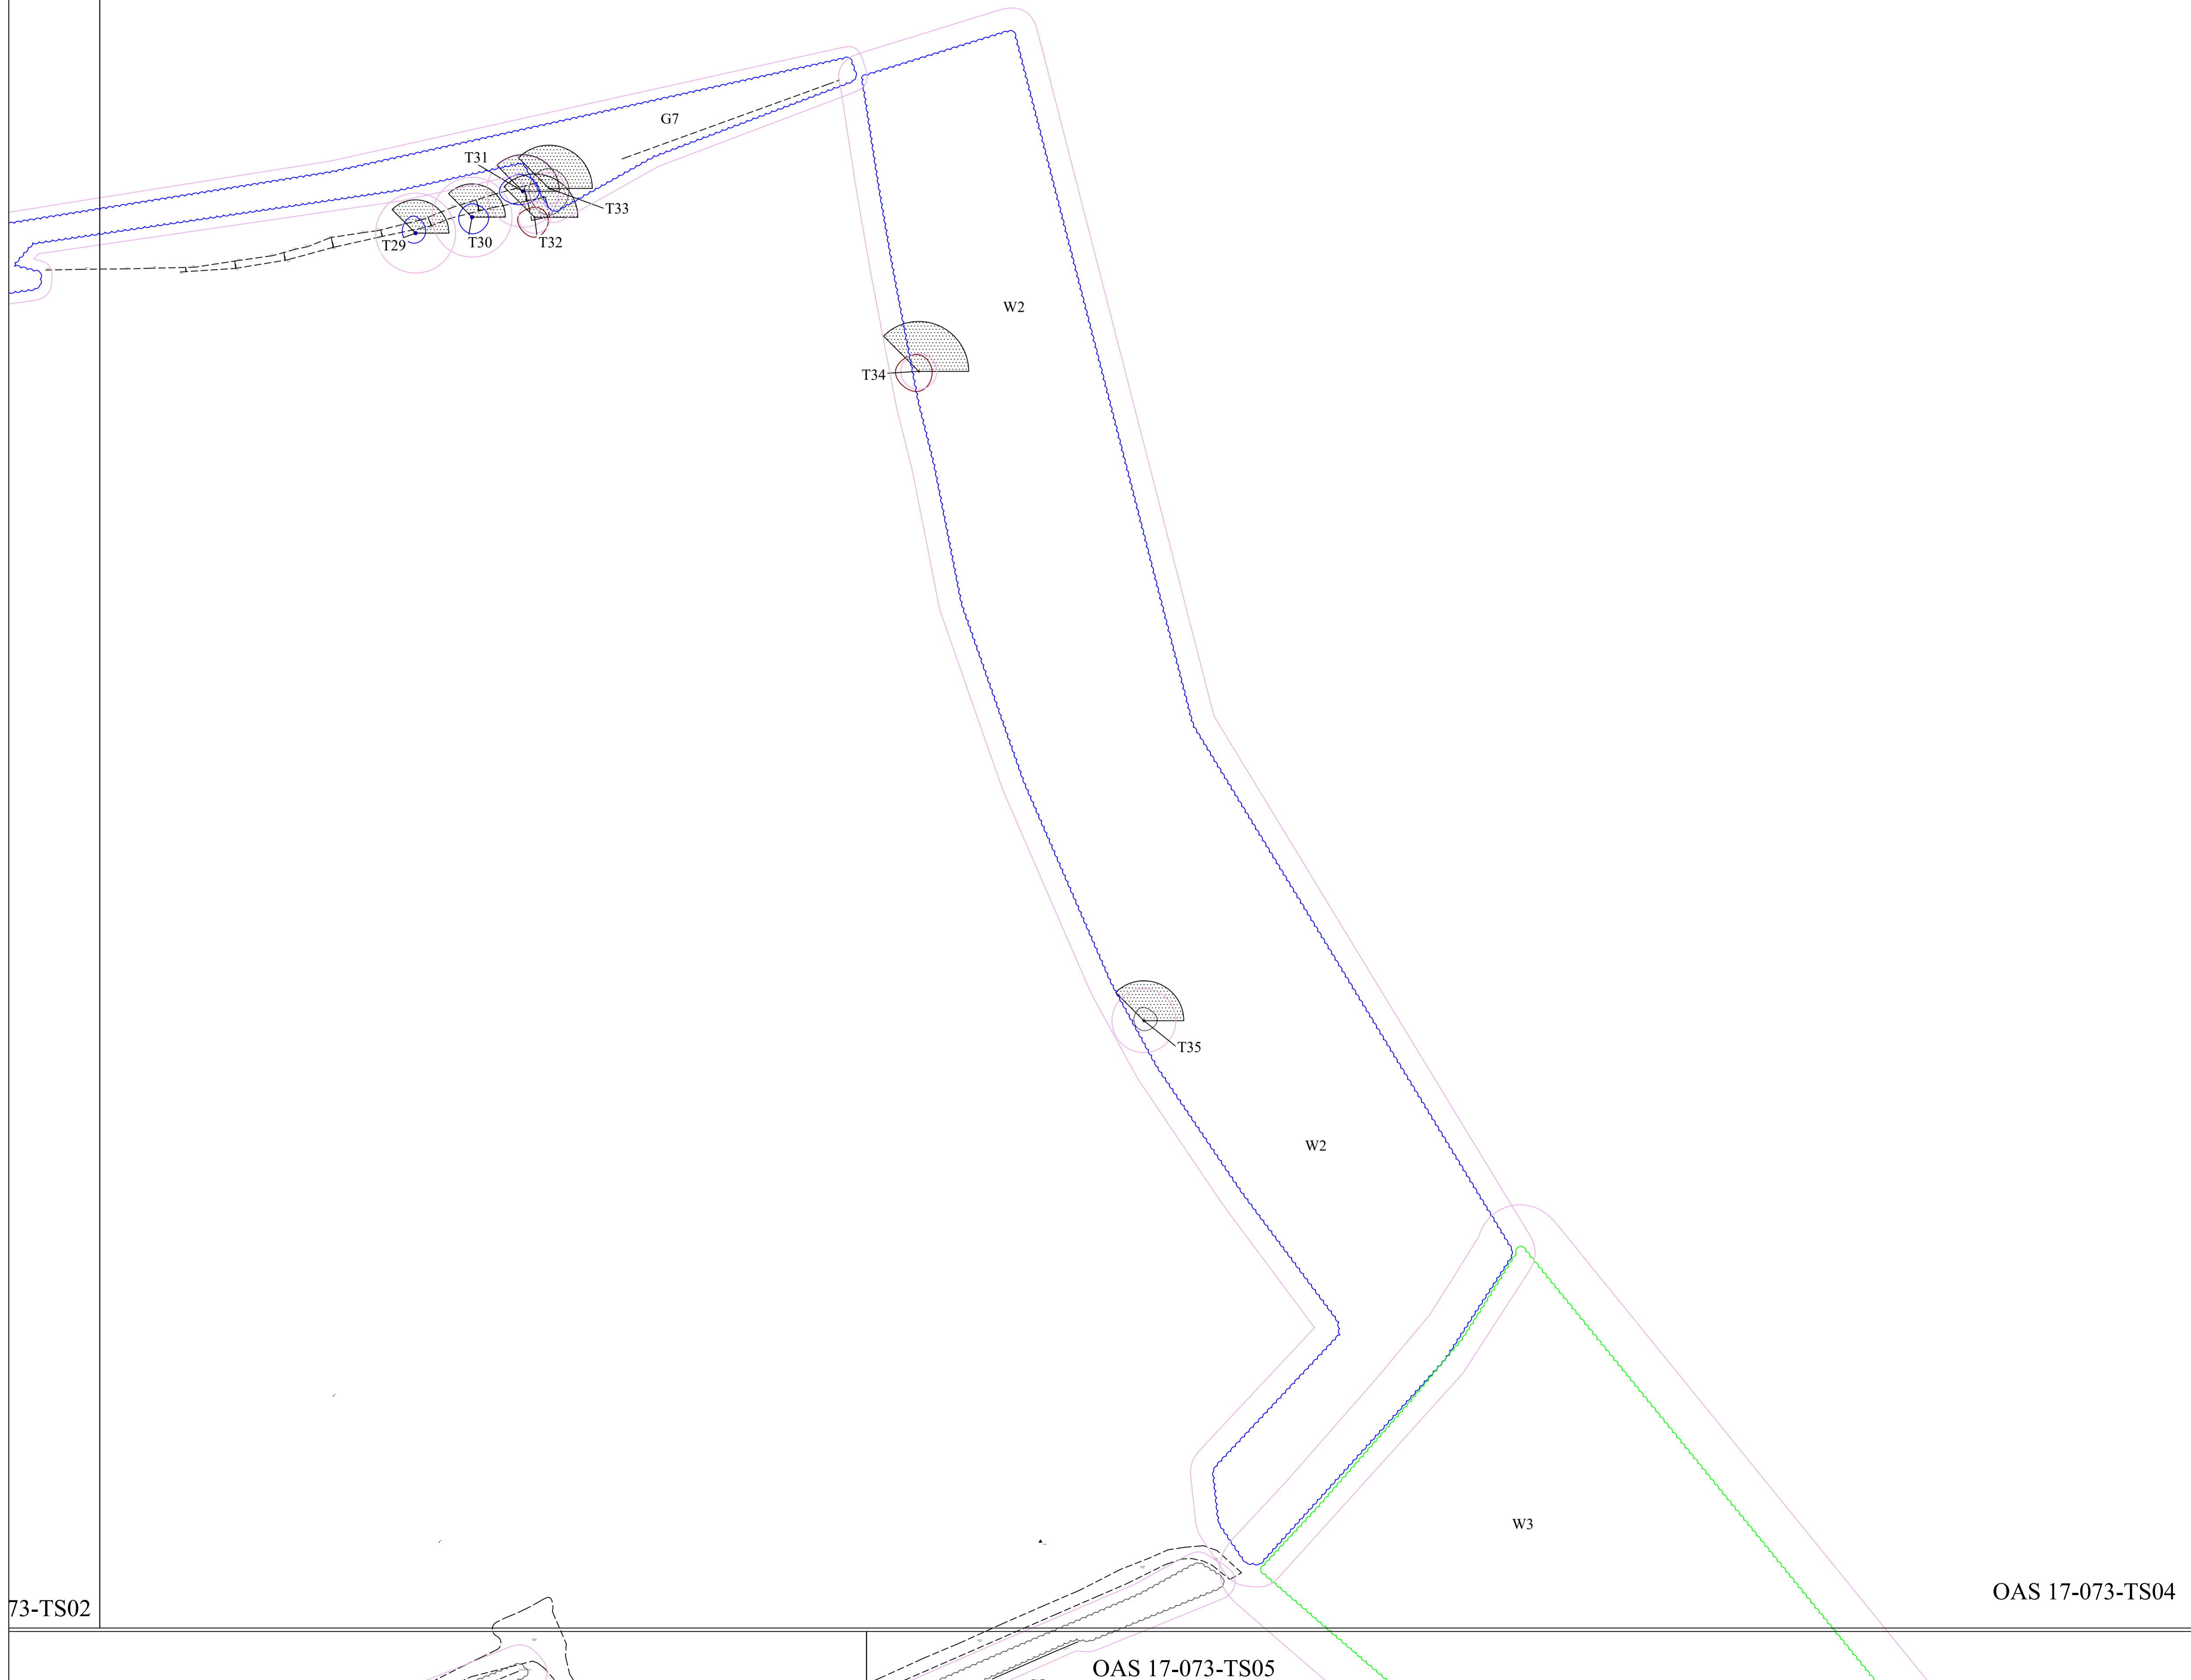 G7
T31
T33
T29
T30
T32
W2
T34
T35
W2
W3
OAS 17-073-TS04
73-TS02
OAS 17-073-TS05